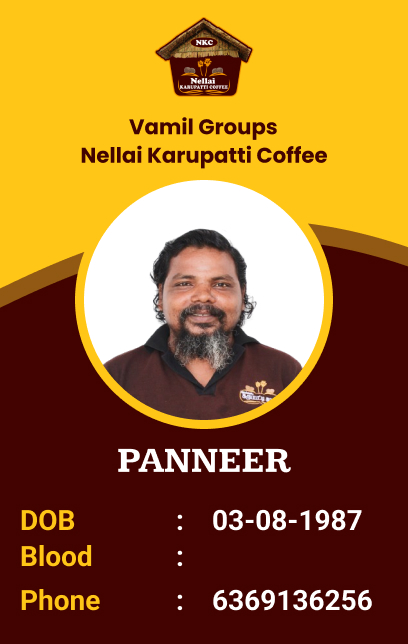 NKC
Nellai
KARUPATTI COFFEE
Vamil Groups
Nellai Karupatti Coffee
PANNEER
DOB : 03-08-1987
Blood :
Phone : 6369136256